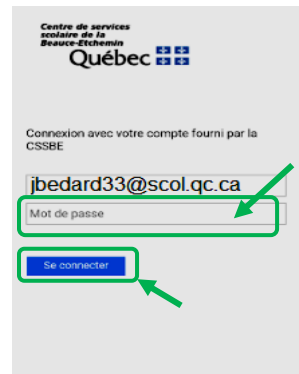 Centre de services
scolaire de la
Beauce-Etchemin
Québec
Connexion avec votre compte fourni par la
CSSBE
jbedard33@scol.qc.ca
Mot de passe
Se connecter